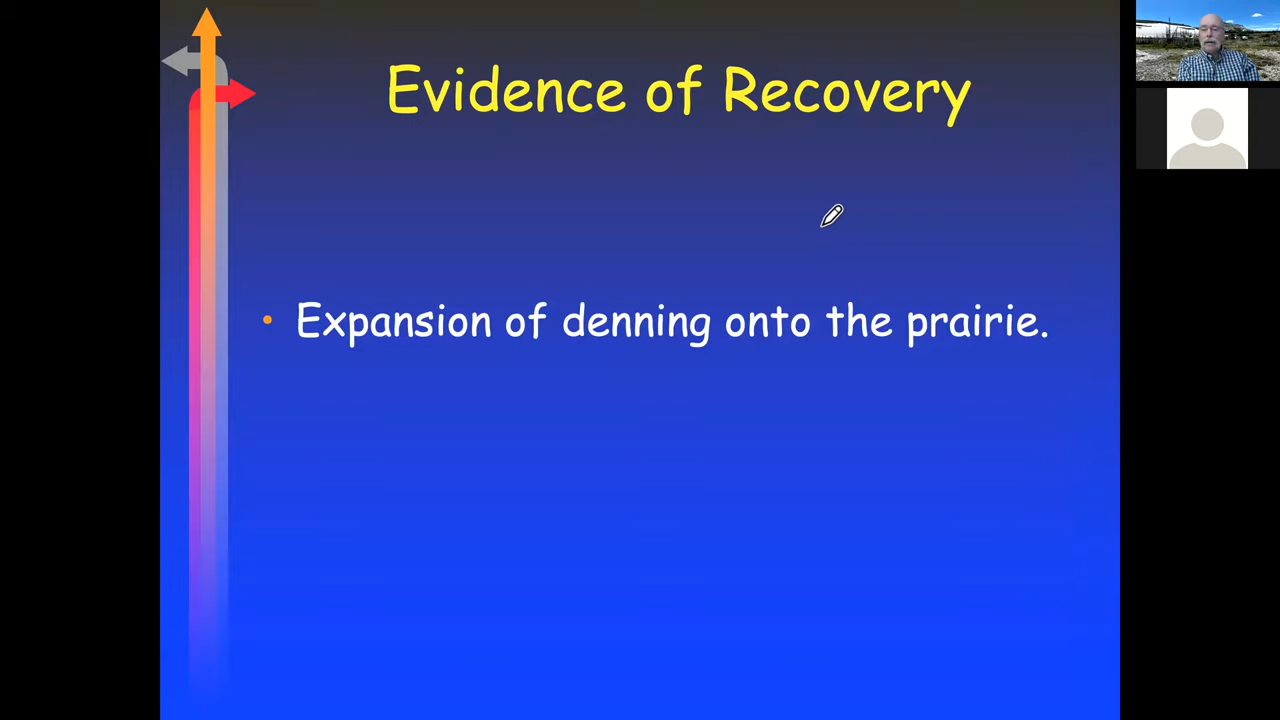 Evidence of Recovery
• Expansion of denning onto the prairie.